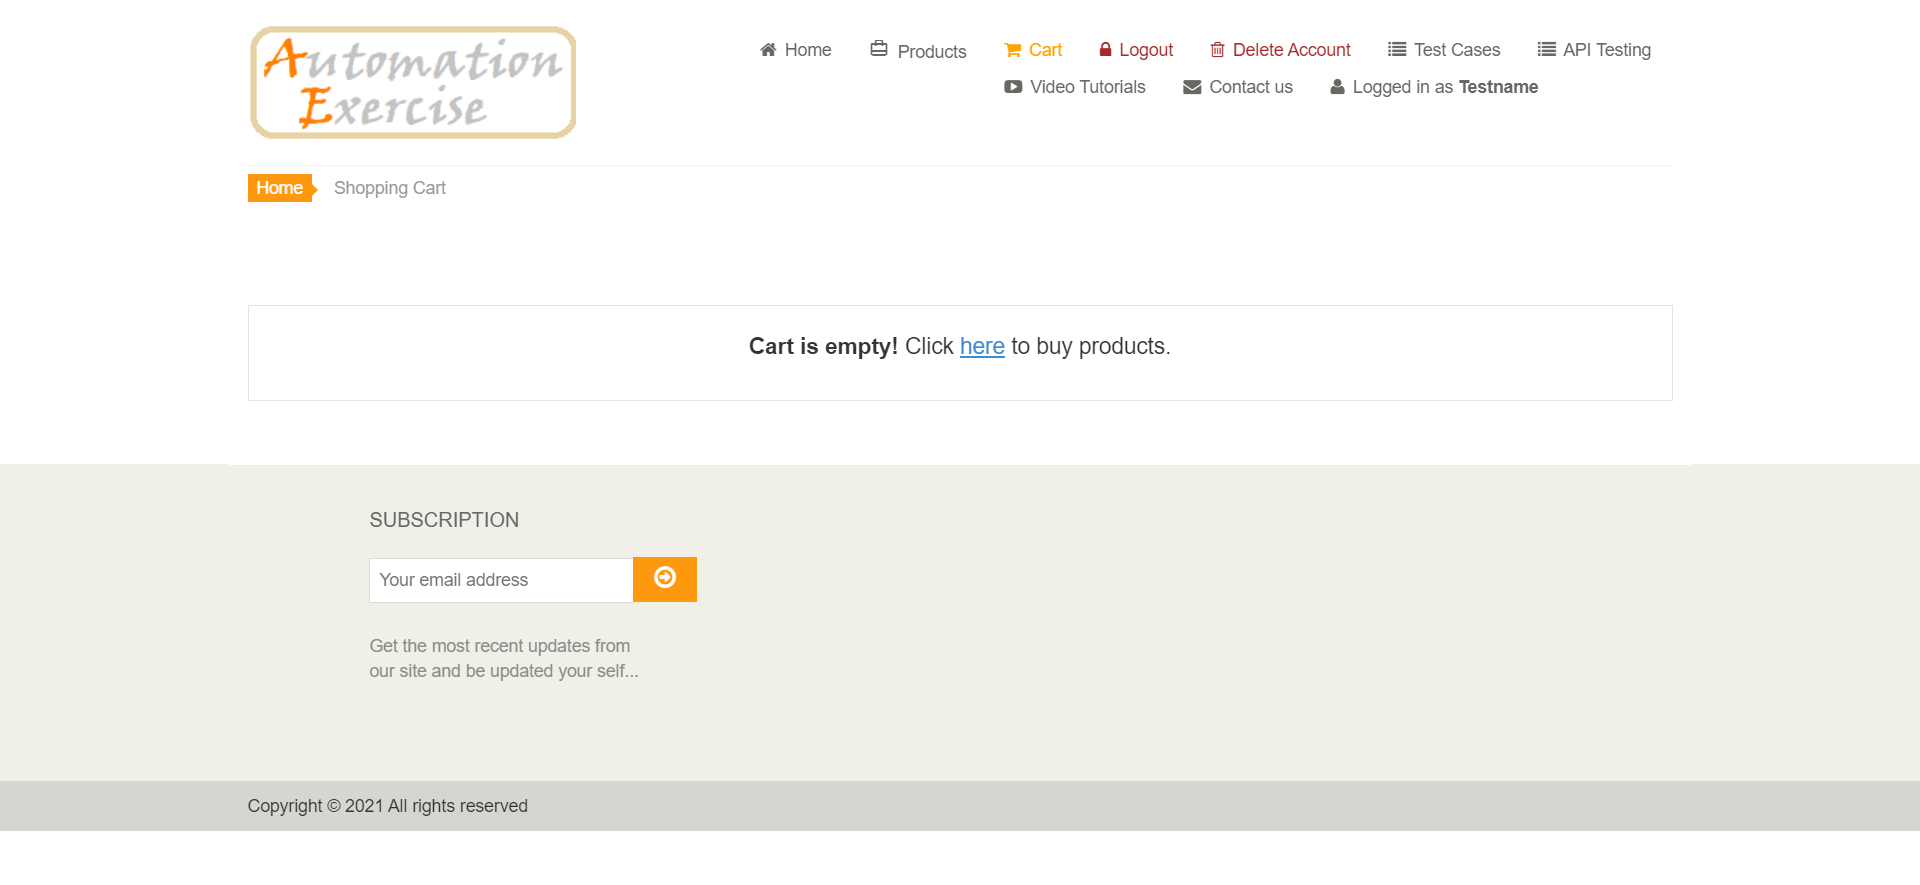 Automation
Exercise
Home Products Cart Logout Delete Account Test Cases API Testing
Video Tutorials Contact us Logged in as Testname
Home Shopping Cart
Cart is empty! Click here to buy products.
SUBSCRIPTION
Your email address
Get the most recent updates from
our site and be updated your self...
Copyright © 2021 All rights reserved